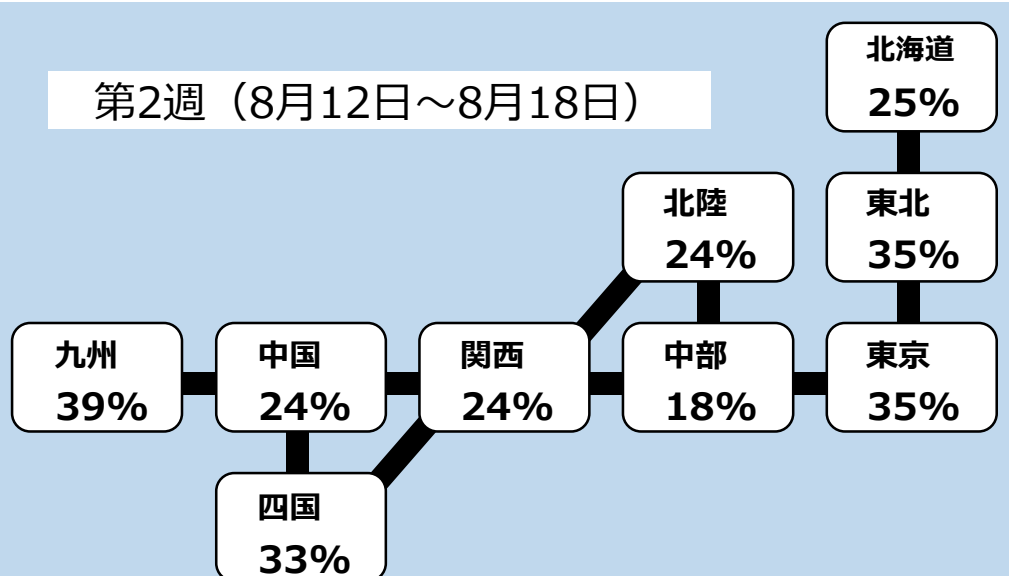 第2週（8月12日～8月18日）
北海道
25%
北陸
24%
東北
35%
九州
39%
中国
24%
関西
24%
中部
18%
東京
35%
四国
33%